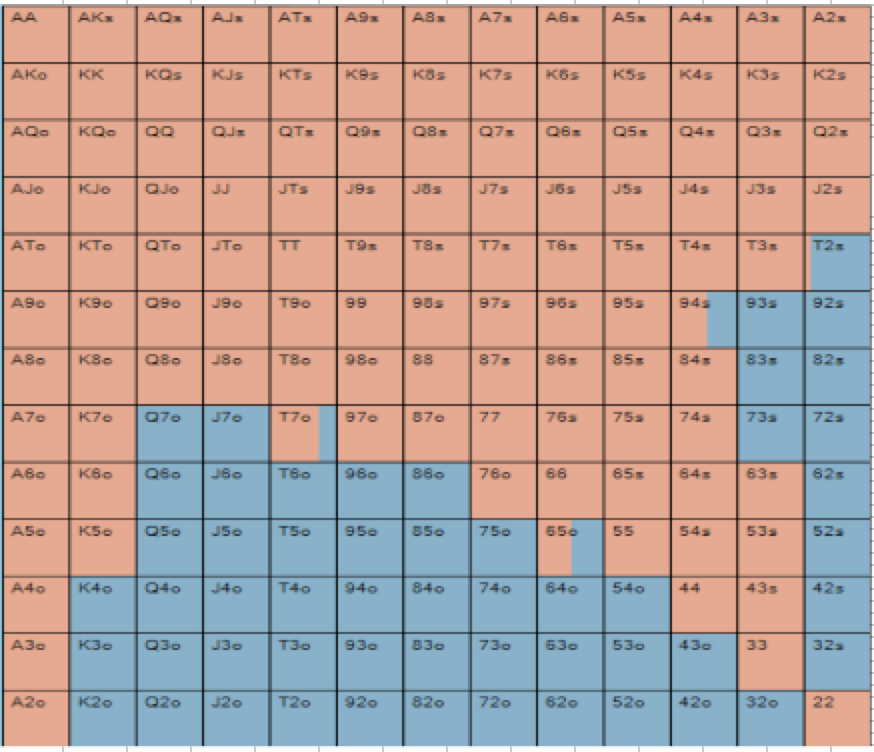 AA AKs AQs AJs ATs A9s A8s A7s A6s A5s A4s A3s A2s
AKo KK KQs KJs KTs K9s K8s K7s K6s K5s K4s K3s K2s
AQo KQo QQ QJs QTs Q9s Q8s Q7s Q6s Q5s Q4s Q3s Q2s
AJo KJo QJo JJ JTs J9s J8s J7s J6s J5s J4s J3s J2s
ATo KTo QTo JTo TT T9s T8s T7s T6s T5s T4s T3s T2s
A9o K9o Q9o J9o T9o 99 98s 97s 96s 95s 94s 93s 92s
A8o K8o Q8o J8o T8o 98o 88 87s 86s 85s 84s 83s 82s
A7o K7o Q7o J7o T7o 97o 87o 77 76s 75s 74s 73s 72s
A6o K6o Q6o J6o T6o 96o 86o 76o 66 65s 64s 63s 62s
A5o K5o Q5o J5o T5o 95o 85o 75o 65o 55 54s 53s 52s
A4o K4o Q4o J4o T4o 94o 84o 74o 64o 54o 44 43s 42s
A3o K3o Q3o J3o T3o 93o 83o 73o 63o 53o 43o 33 32s
A2o K2o Q2o J2o T2o 92o 82o 72o 62o 52o 42o 32o 22